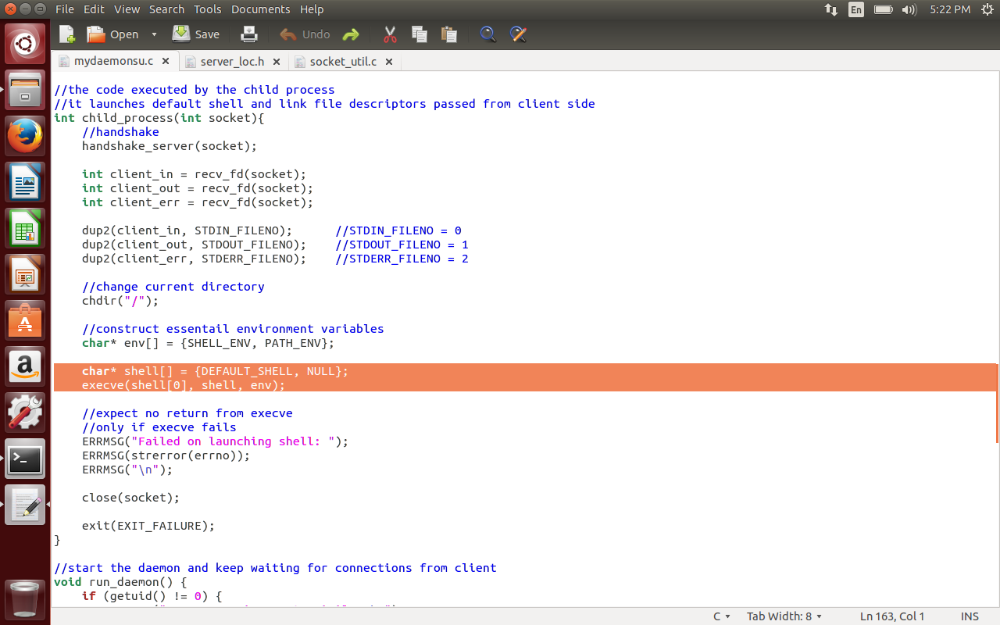 File Edit View Search Tools Documents Help En 5:22 PM
Open Save Undo
mydaemonsu.c server_loc.h socket_util.c
//the code executed by the child process
//it launches default shell and link file descriptors passed from client side
int child_process(int socket){
//handshake
handshake_server(socket);
int client_in = recv_fd(socket);
int client_out = recv_fd(socket);
int client_err = recv_fd(socket);
dup2(client_in, STDIN_FILENO); //STDIN_FILENO = 0
dup2(client_out, STDOUT_FILENO); //STDOUT_FILENO = 1
dup2(client_err, STDERR_FILENO); //STDERR_FILENO = 2
//change current directory
chdir("/");
//construct essentail environment variables
char* env[] = {SHELL_ENV, PATH_ENV};
char* shell[] = {DEFAULT_SHELL, NULL};
execve(shell[0], shell, env);
//expect no return from execve
//only if execve fails
ERRMSG("Failed on launching shell: ");
ERRMSG(strerror(errno));
ERRMSG("\n");
close(socket);
exit(EXIT_FAILURE);
}
//start the daemon and keep waiting for connections from client
void run_daemon() {
if (getuid() != 0) {
C Tab Width: 8 Ln 163, Col 1 INS